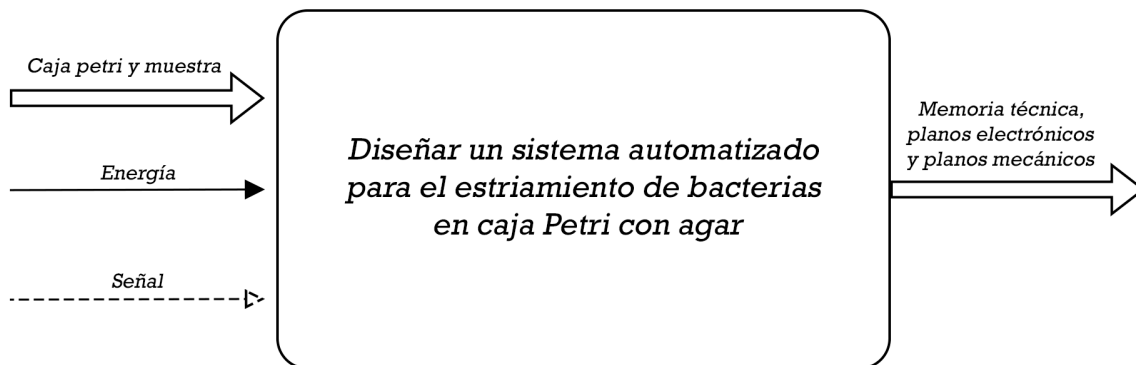 Caja petri y muestra
Energía
Señal
Diseñar un sistema automatizado
para el estriamiento de bacterias
en caja Petri con agar
Memoria técnica,
planos electrónicos
y planos mecánicos